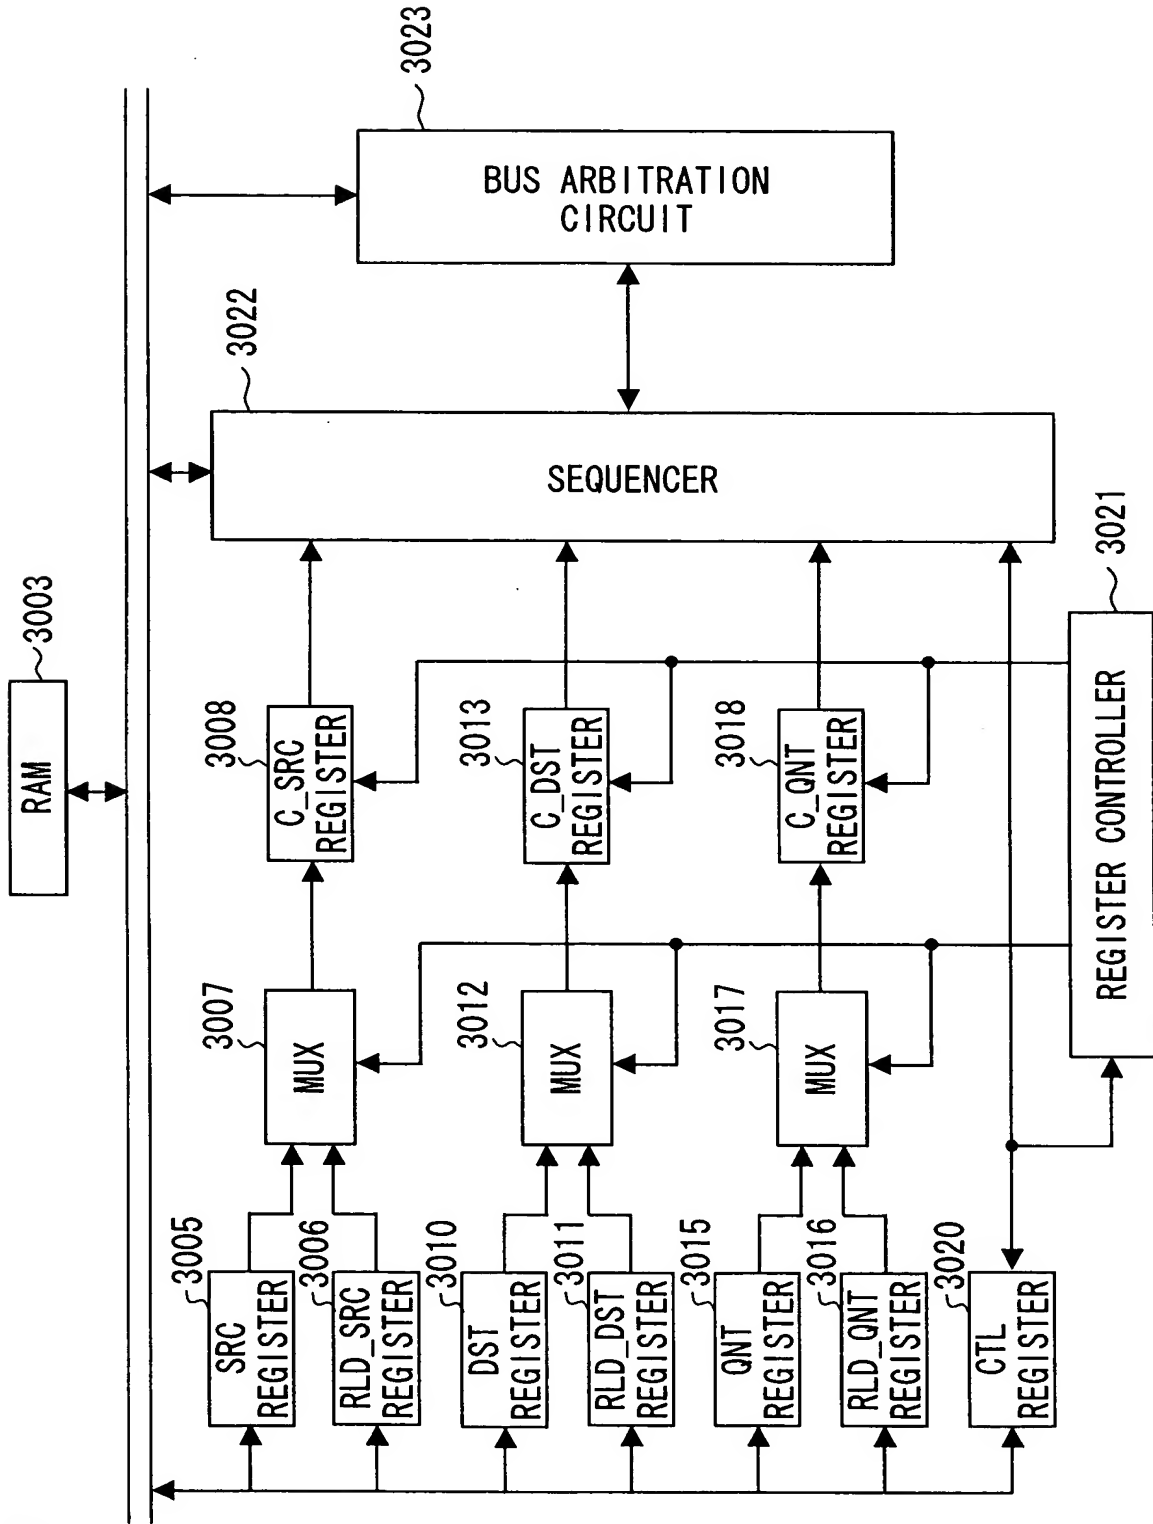 RAM
3003
SRC
REGISTER
3005
RLD_SRC
REGISTER
3006
MUX
3007
C_SRC
REGISTER
3008
DST
REGISTER
3010
RLD_DST
REGISTER
3011
MUX
3012
C_DST
REGISTER
3013
QNT
REGISTER
3015
RLD_QNT
REGISTER
3016
MUX
3017
C_QNT
REGISTER
3018
CTL
REGISTER
3020
REGISTER CONTROLLER
3021
SEQUENCER
3022
BUS ARBITRATION
CIRCUIT
3023